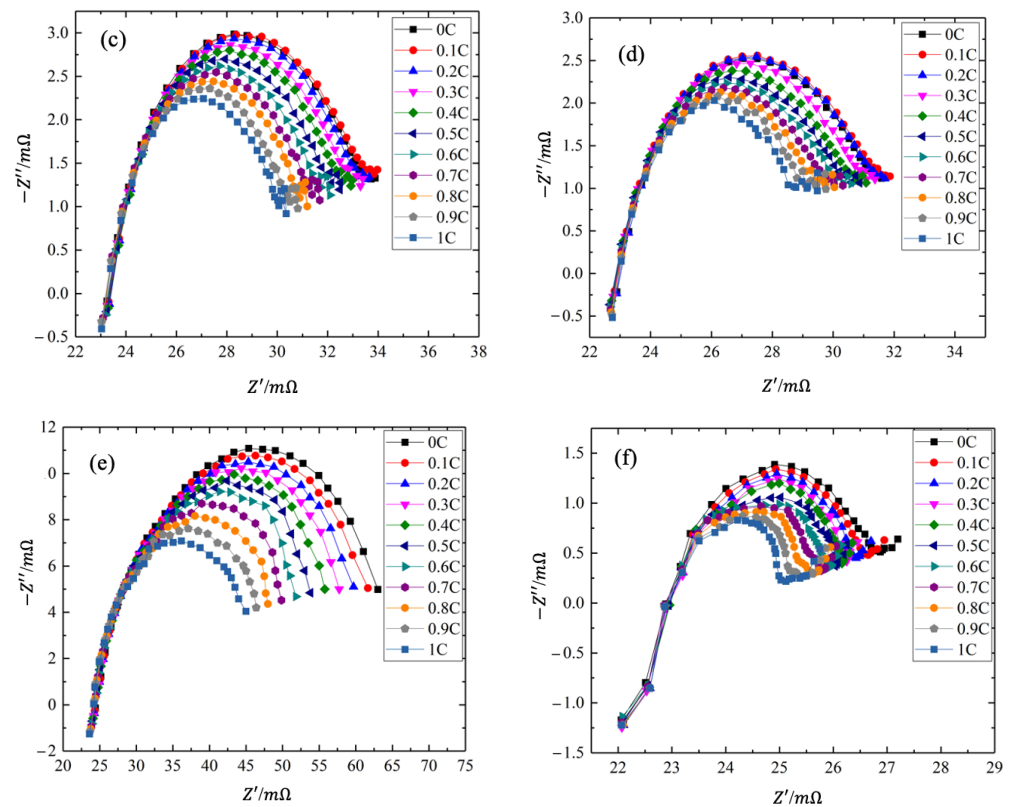 (c)
−Z''/mΩ
3.0
2.5
2.0
1.5
1.0
0.5
0.0
−0.5
22 24 26 28 30 32 34 36 38
Z'/mΩ
0C
0.1C
0.2C
0.3C
0.4C
0.5C
0.6C
0.7C
0.8C
0.9C
1C
(d)
−Z''/mΩ
3.0
2.5
2.0
1.5
1.0
0.5
0.0
−0.5
22 24 26 28 30 32 34
Z'/mΩ
0C
0.1C
0.2C
0.3C
0.4C
0.5C
0.6C
0.7C
0.8C
0.9C
1C
(e)
−Z''/mΩ
12
10
8
6
4
2
0
−2
20 25 30 35 40 45 50 55 60 65 70 75
Z'/mΩ
0C
0.1C
0.2C
0.3C
0.4C
0.5C
0.6C
0.7C
0.8C
0.9C
1C
(f)
−Z''/mΩ
1.5
1.0
0.5
0.0
−0.5
−1.0
−1.5
22 23 24 25 26 27 28 29
Z'/mΩ
0C
0.1C
0.2C
0.3C
0.4C
0.5C
0.6C
0.7C
0.8C
0.9C
1C